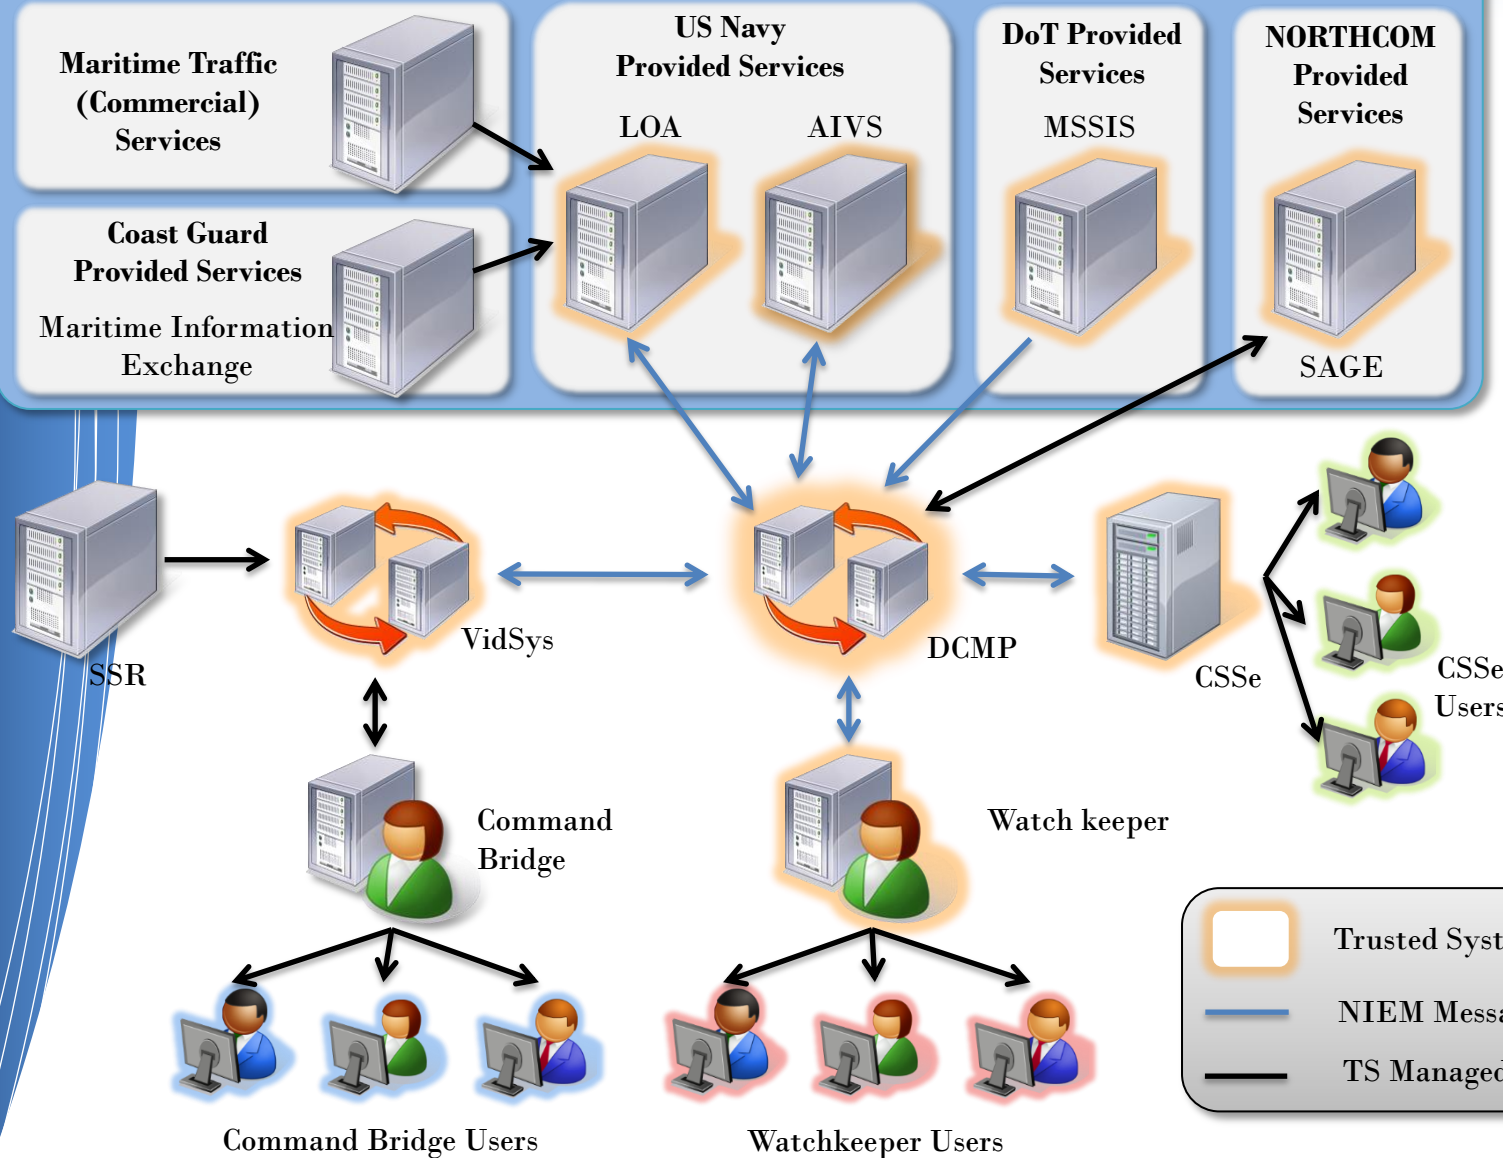 Maritime Traffic
(Commercial)
Services
US Navy
Provided Services
LOA
AIVS
DoT Provided
Services
MSSIS
NORTHCOM
Provided
Services
SAGE
Coast Guard
Provided Services
Maritime Information
Exchange
SSR
VidSys
DCMP
CSSe
CSSe
Users
Command
Bridge
Watch keeper
Command Bridge Users
Watchkeeper Users
Trusted Syst
NIEM Messa
TS Managed